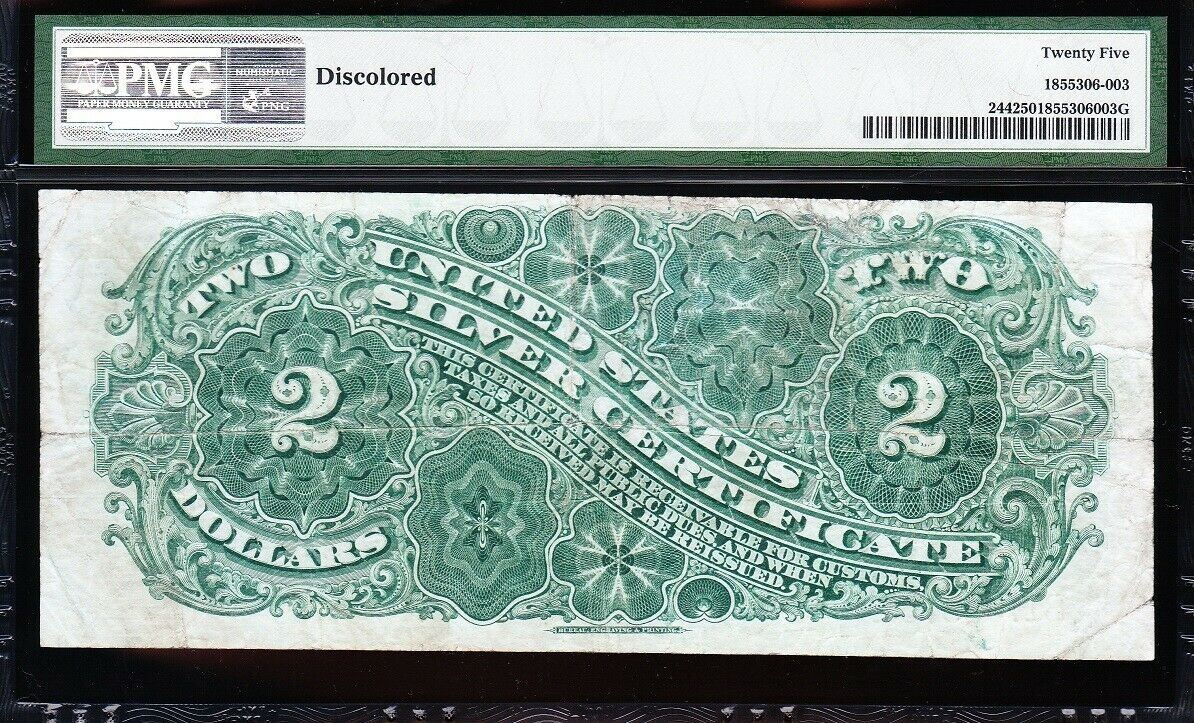 PMG
PAPER MONEY GUARANTY
NUMISMATIC
PNG
Discolored
Twenty Five
1855306-003
2442501855306003G
TWO
TWO
UNITED STATES
SILVER CERTIFICATE
THIS CERTIFICATE IS RECEIVABLE FOR CUSTOMS,
TAXES AND ALL PUBLIC DUES, AND WHEN
SO RECEIVED MAY BE REISSUED.
2
2
DOLLARS
BUREAU, ENGRAVING & PRINTING.